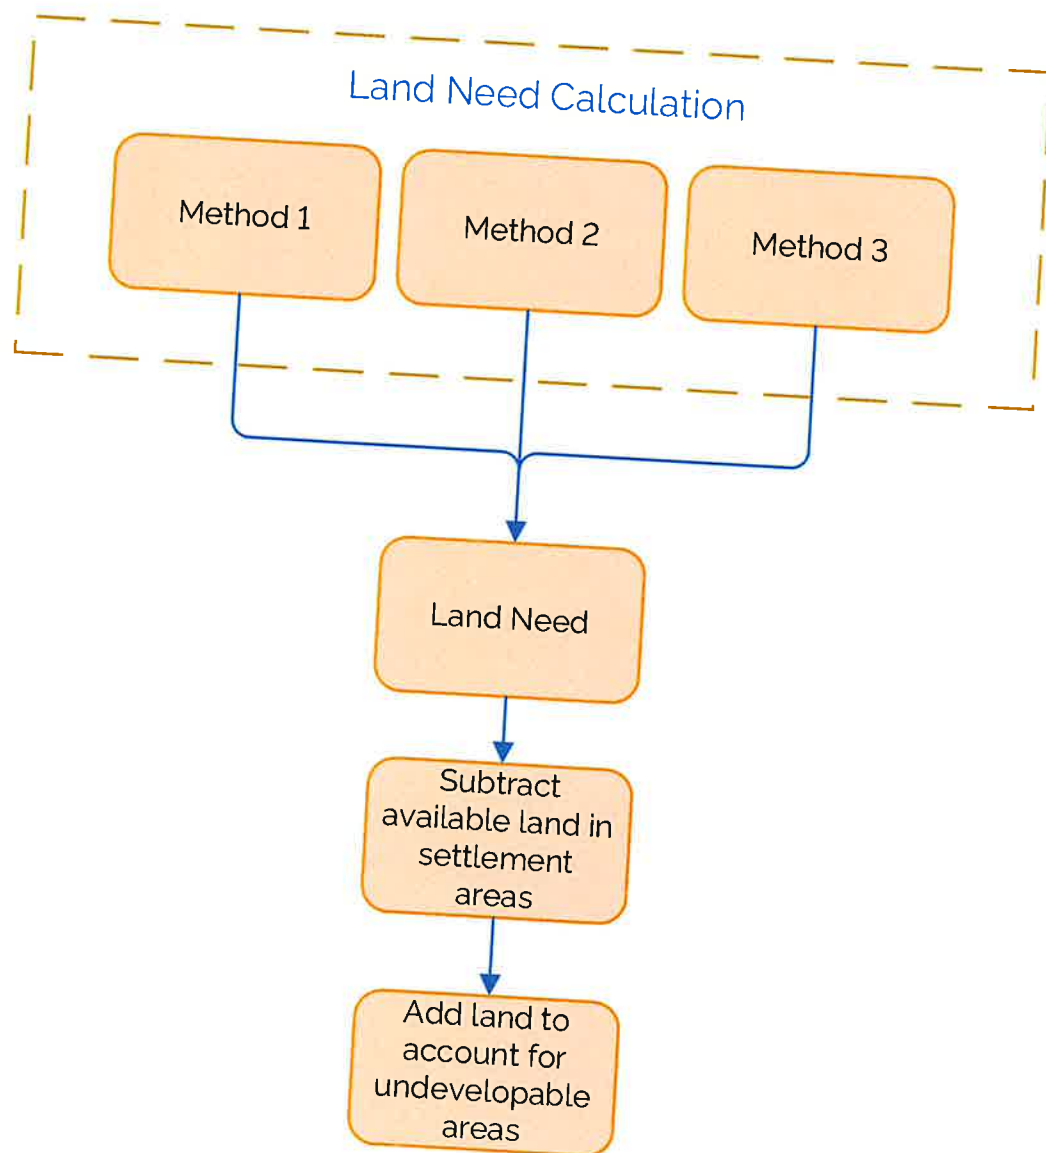 Land Need Calculation
Method 1
Method 2
Method 3
Land Need
Subtract
available land in
settlement
areas
Add land to
account for
undevelopable
areas